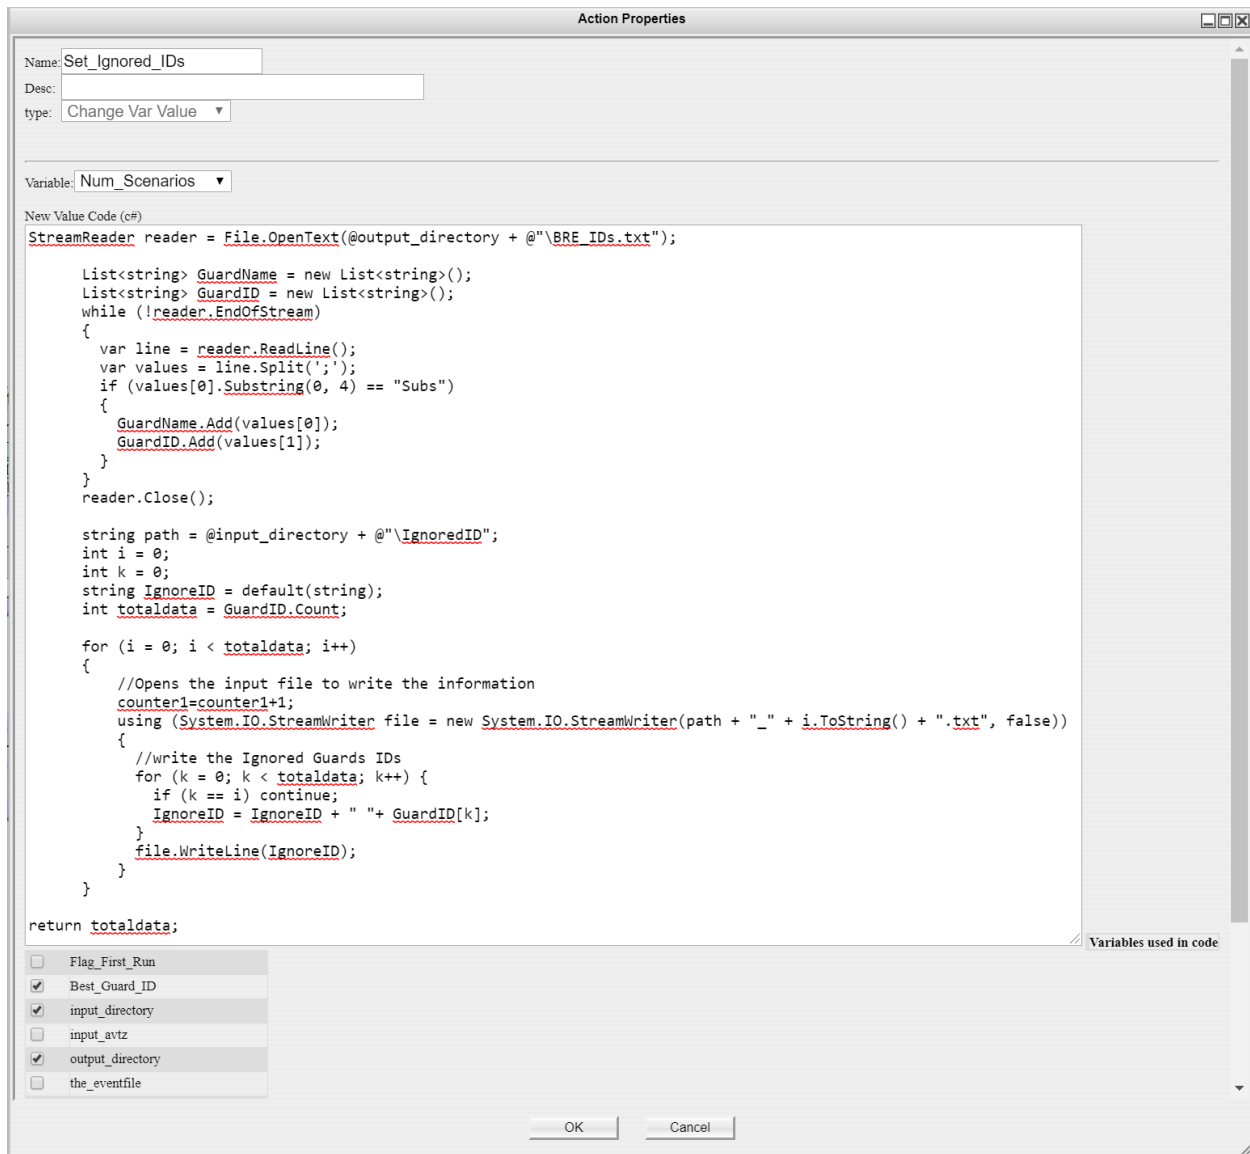 Action Properties
Name: Set_Ignored_IDs
Desc:
type: Change Var Value
Variable: Num_Scenarios
New Value Code (c#)
StreamReader reader = File.OpenText(@output_directory + @"\BRE_IDs.txt");
List<string> GuardName = new List<string>();
List<string> GuardID = new List<string>();
while (!reader.EndOfStream)
{
var line = reader.ReadLine();
var values = line.Split(';');
if (values[0].Substring(0, 4) == "Subs")
{
GuardName.Add(values[0]);
GuardID.Add(values[1]);
}
}
reader.Close();
string path = @input_directory + @"\IgnoredID";
int i = 0;
int k = 0;
string IgnoreID = default(string);
int totaldata = GuardID.Count;
for (i = 0; i < totaldata; i++)
{
//Opens the input file to write the information
counter1=counter1+1;
using (System.IO.StreamWriter file = new System.IO.StreamWriter(path + "_" + i.ToString() + ".txt", false))
{
//write the Ignored Guards IDs
for (k = 0; k < totaldata; k++) {
if (k == i) continue;
IgnoreID = IgnoreID + " "+ GuardID[k];
}
file.WriteLine(IgnoreID);
}
}
return totaldata;
Variables used in code
Flag_First_Run
Best_Guard_ID
input_directory
input_avtz
output_directory
the_eventfile
OK Cancel